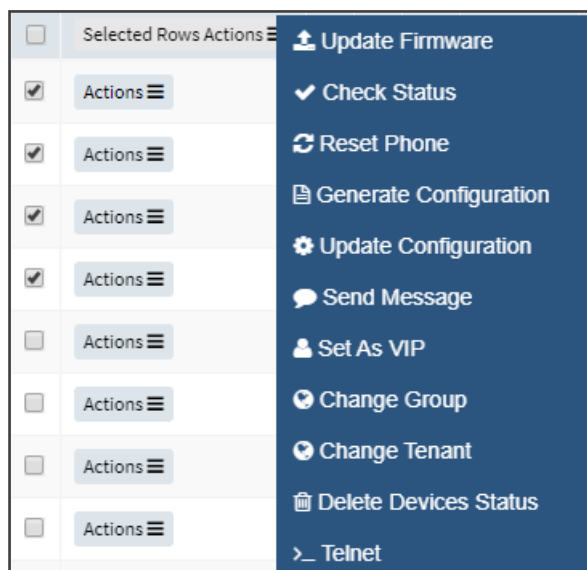 Selected Rows Actions
Update Firmware
Actions
Check Status
Actions
Reset Phone
Actions
Generate Configuration
Actions
Update Configuration
Actions
Send Message
Actions
Set As VIP
Actions
Change Group
Actions
Change Tenant
Delete Devices Status
>_ Telnet